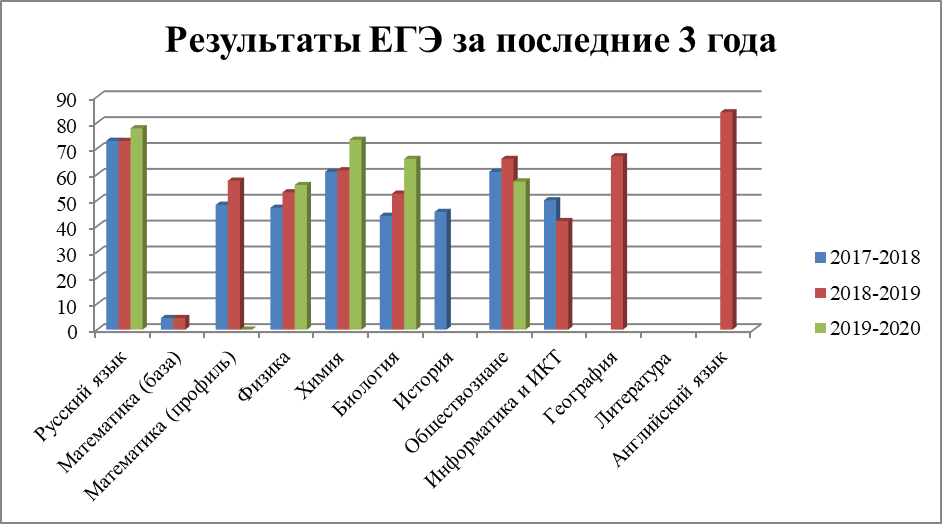 Результаты ЕГЭ за последние 3 года
90
80
70
60
50
40
30
20
10
0
Русский язык
Математика (база)
Математика (профиль)
Физика
Химия
Биология
История
Обществознане
Информатика и ИКТ
География
Литература
Английский язык
2017-2018
2018-2019
2019-2020